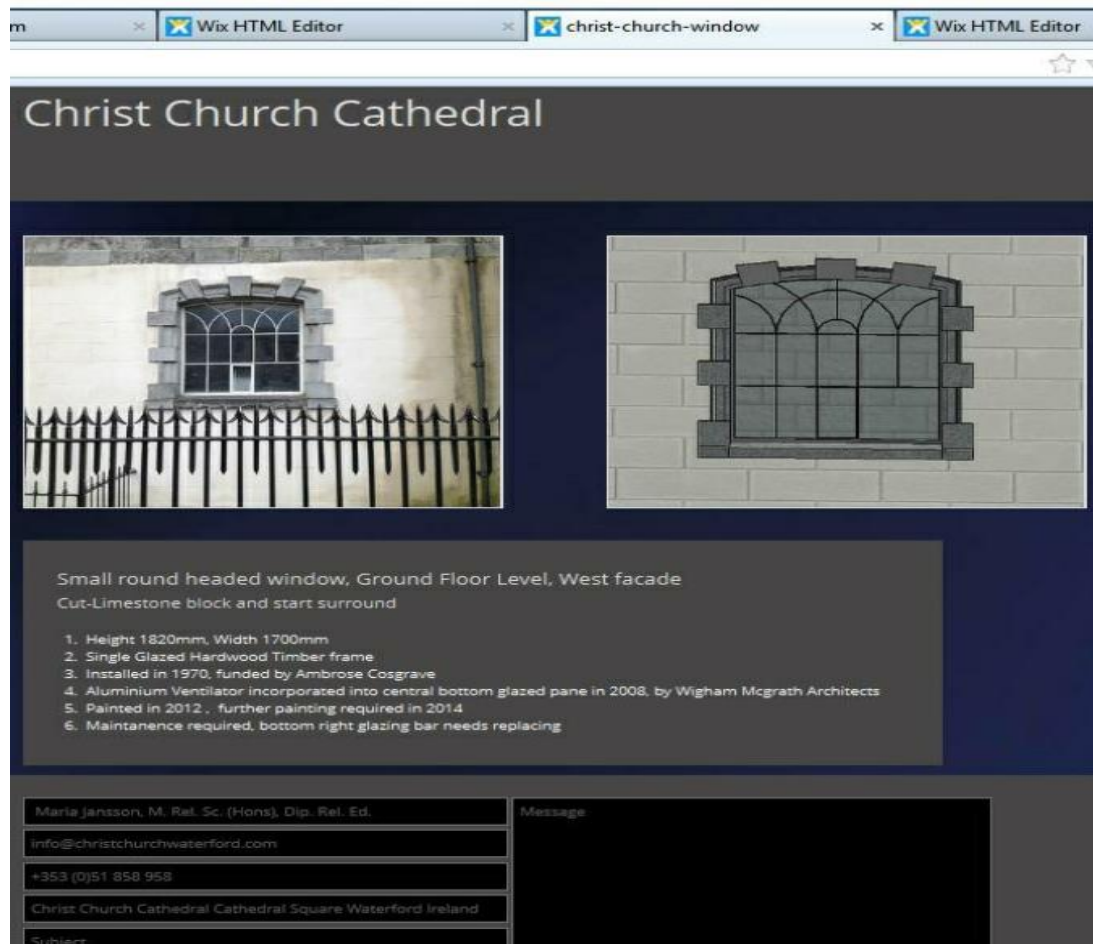 m
Wix HTML Editor
christ-church-window
Wix HTML Editor
Christ Church Cathedral
Small round headed window, Ground Floor Level, West facade
Cut-Limestone block and start surround
1. Height 1820mm, Width 1700mm
2. Single Glazed Hardwood Timber frame
3. Installed in 1970, funded by Ambrose Cosgrave
4. Aluminium Ventilator incorporated into central bottom glazed pane in 2008, by Wigham Mcgrath Architects
5. Painted in 2012 , further painting required in 2014
6. Maintanence required, bottom right glazing bar needs replacing
Maria Jansson, M. Rel. Sc. (Hons), Dip. Rel. Ed.
Message
info@christchurchwaterford.com
+353 (0)51 858 958
Christ Church Cathedral Cathedral Square Waterford Ireland
Subject